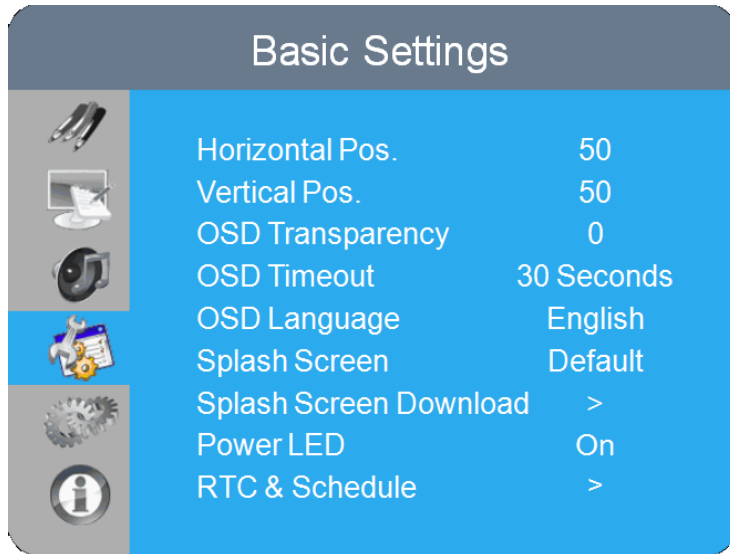 Basic Settings
Horizontal Pos. 50
Vertical Pos. 50
OSD Transparency 0
OSD Timeout 30 Seconds
OSD Language English
Splash Screen Default
Splash Screen Download >
Power LED On
RTC & Schedule >